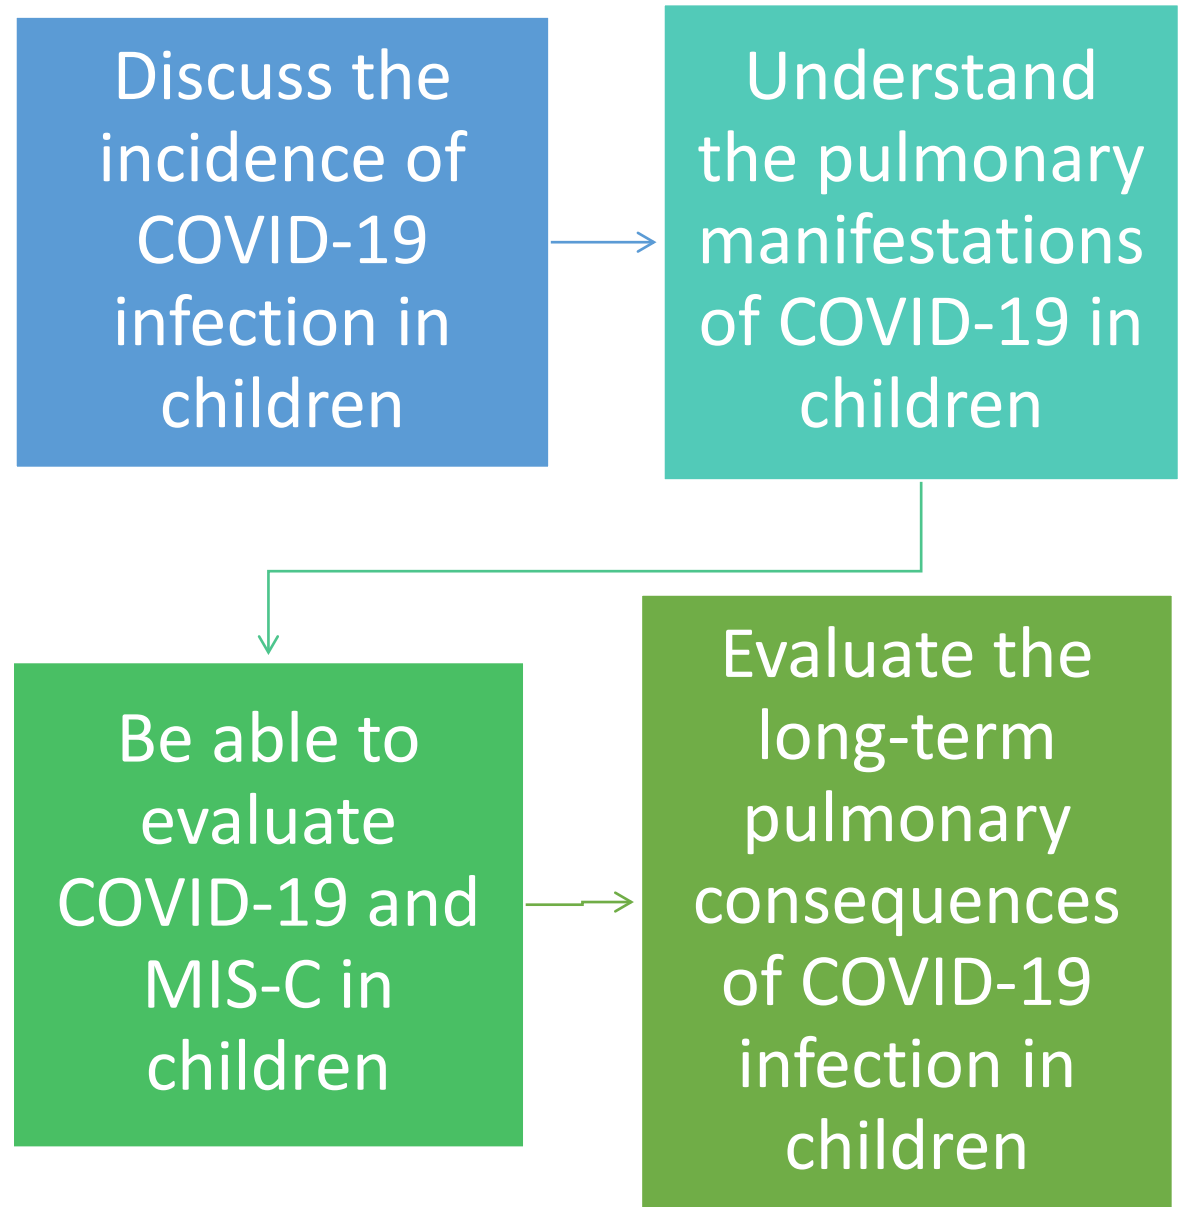 Discuss the
incidence of
COVID-19
infection in
children
Understand
the pulmonary
manifestations
of COVID-19 in
children
Be able to
evaluate
COVID-19 and
MIS-C in
children
Evaluate the
long-term
pulmonary
consequences
of COVID-19
infection in
children